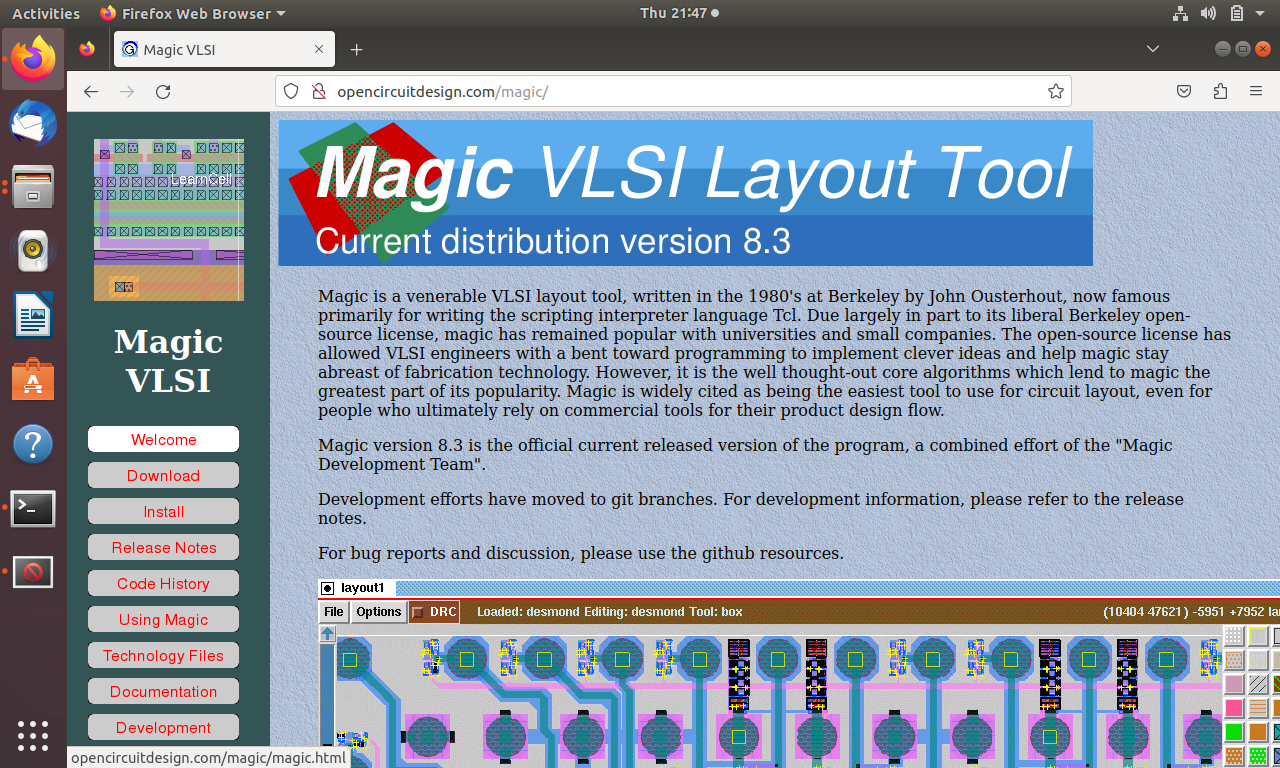 Activities
Firefox Web Browser
Thu 21:47
Magic VLSI
opencircuitdesign.com/magic/
LearnCell
Magic
VLSI
Welcome
Download
Install
Release Notes
Code History
Using Magic
Technology Files
Documentation
Development
Magic VLSI Layout Tool
Current distribution version 8.3
Magic is a venerable VLSI layout tool, written in the 1980's at Berkeley by John Ousterhout, now famous
primarily for writing the scripting interpreter language Tcl. Due largely in part to its liberal Berkeley open-
source license, magic has remained popular with universities and small companies. The open-source license has
allowed VLSI engineers with a bent toward programming to implement clever ideas and help magic stay
abreast of fabrication technology. However, it is the well thought-out core algorithms which lend to magic the
greatest part of its popularity. Magic is widely cited as being the easiest tool to use for circuit layout, even for
people who ultimately rely on commercial tools for their product design flow.
Magic version 8.3 is the official current released version of the program, a combined effort of the "Magic
Development Team".
Development efforts have moved to git branches. For development information, please refer to the release
notes.
For bug reports and discussion, please use the github resources.
layout1
File Options DRC Loaded: desmond Editing: desmond Tool: box (10404 47621) -5951 +7952 la
opencircuitdesign.com/magic/magic.html